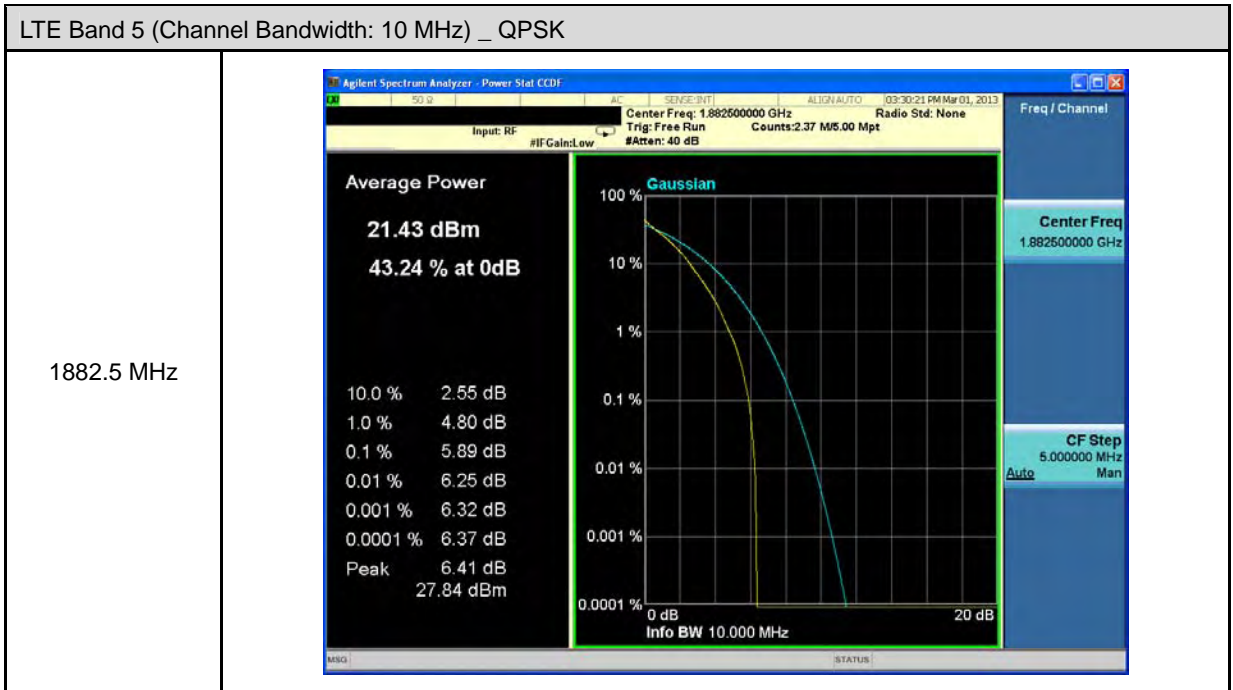 LTE Band 5 (Channel Bandwidth: 10 MHz) _ QPSK
1882.5 MHz
Agilent Spectrum Analyzer - Power Stat CCDF
50 Ω AC SENSE:INT ALIGN AUTO 03:30:21 PM Mar 01, 2013
Center Freq: 1.882500000 GHz Radio Std: None
Input: RF Trig: Free Run Counts:2.37 M/5.00 Mpt
#IFGain:Low #Atten: 40 dB
Freq / Channel
Average Power
21.43 dBm
43.24 % at 0dB
10.0 % 2.55 dB
1.0 % 4.80 dB
0.1 % 5.89 dB
0.01 % 6.25 dB
0.001 % 6.32 dB
0.0001 % 6.37 dB
Peak 6.41 dB
27.84 dBm
Gaussian
100 %
10 %
1 %
0.1 %
0.01 %
0.001 %
0.0001 %
0 dB 20 dB
Info BW 10.000 MHz
Center Freq
1.882500000 GHz
CF Step
5.000000 MHz
Auto Man
MSG STATUS